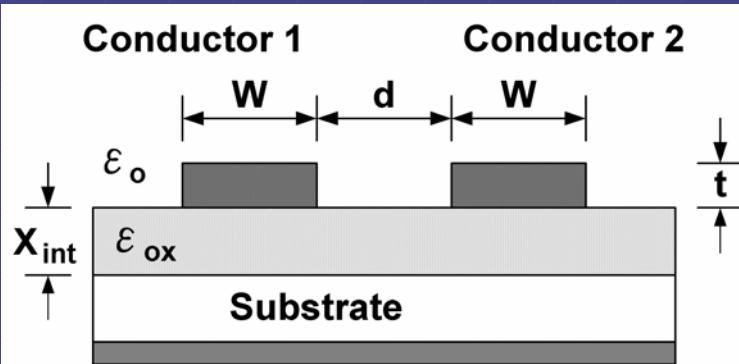 Conductor 1 Conductor 2
W d W
εo
t
Xint εox
Substrate